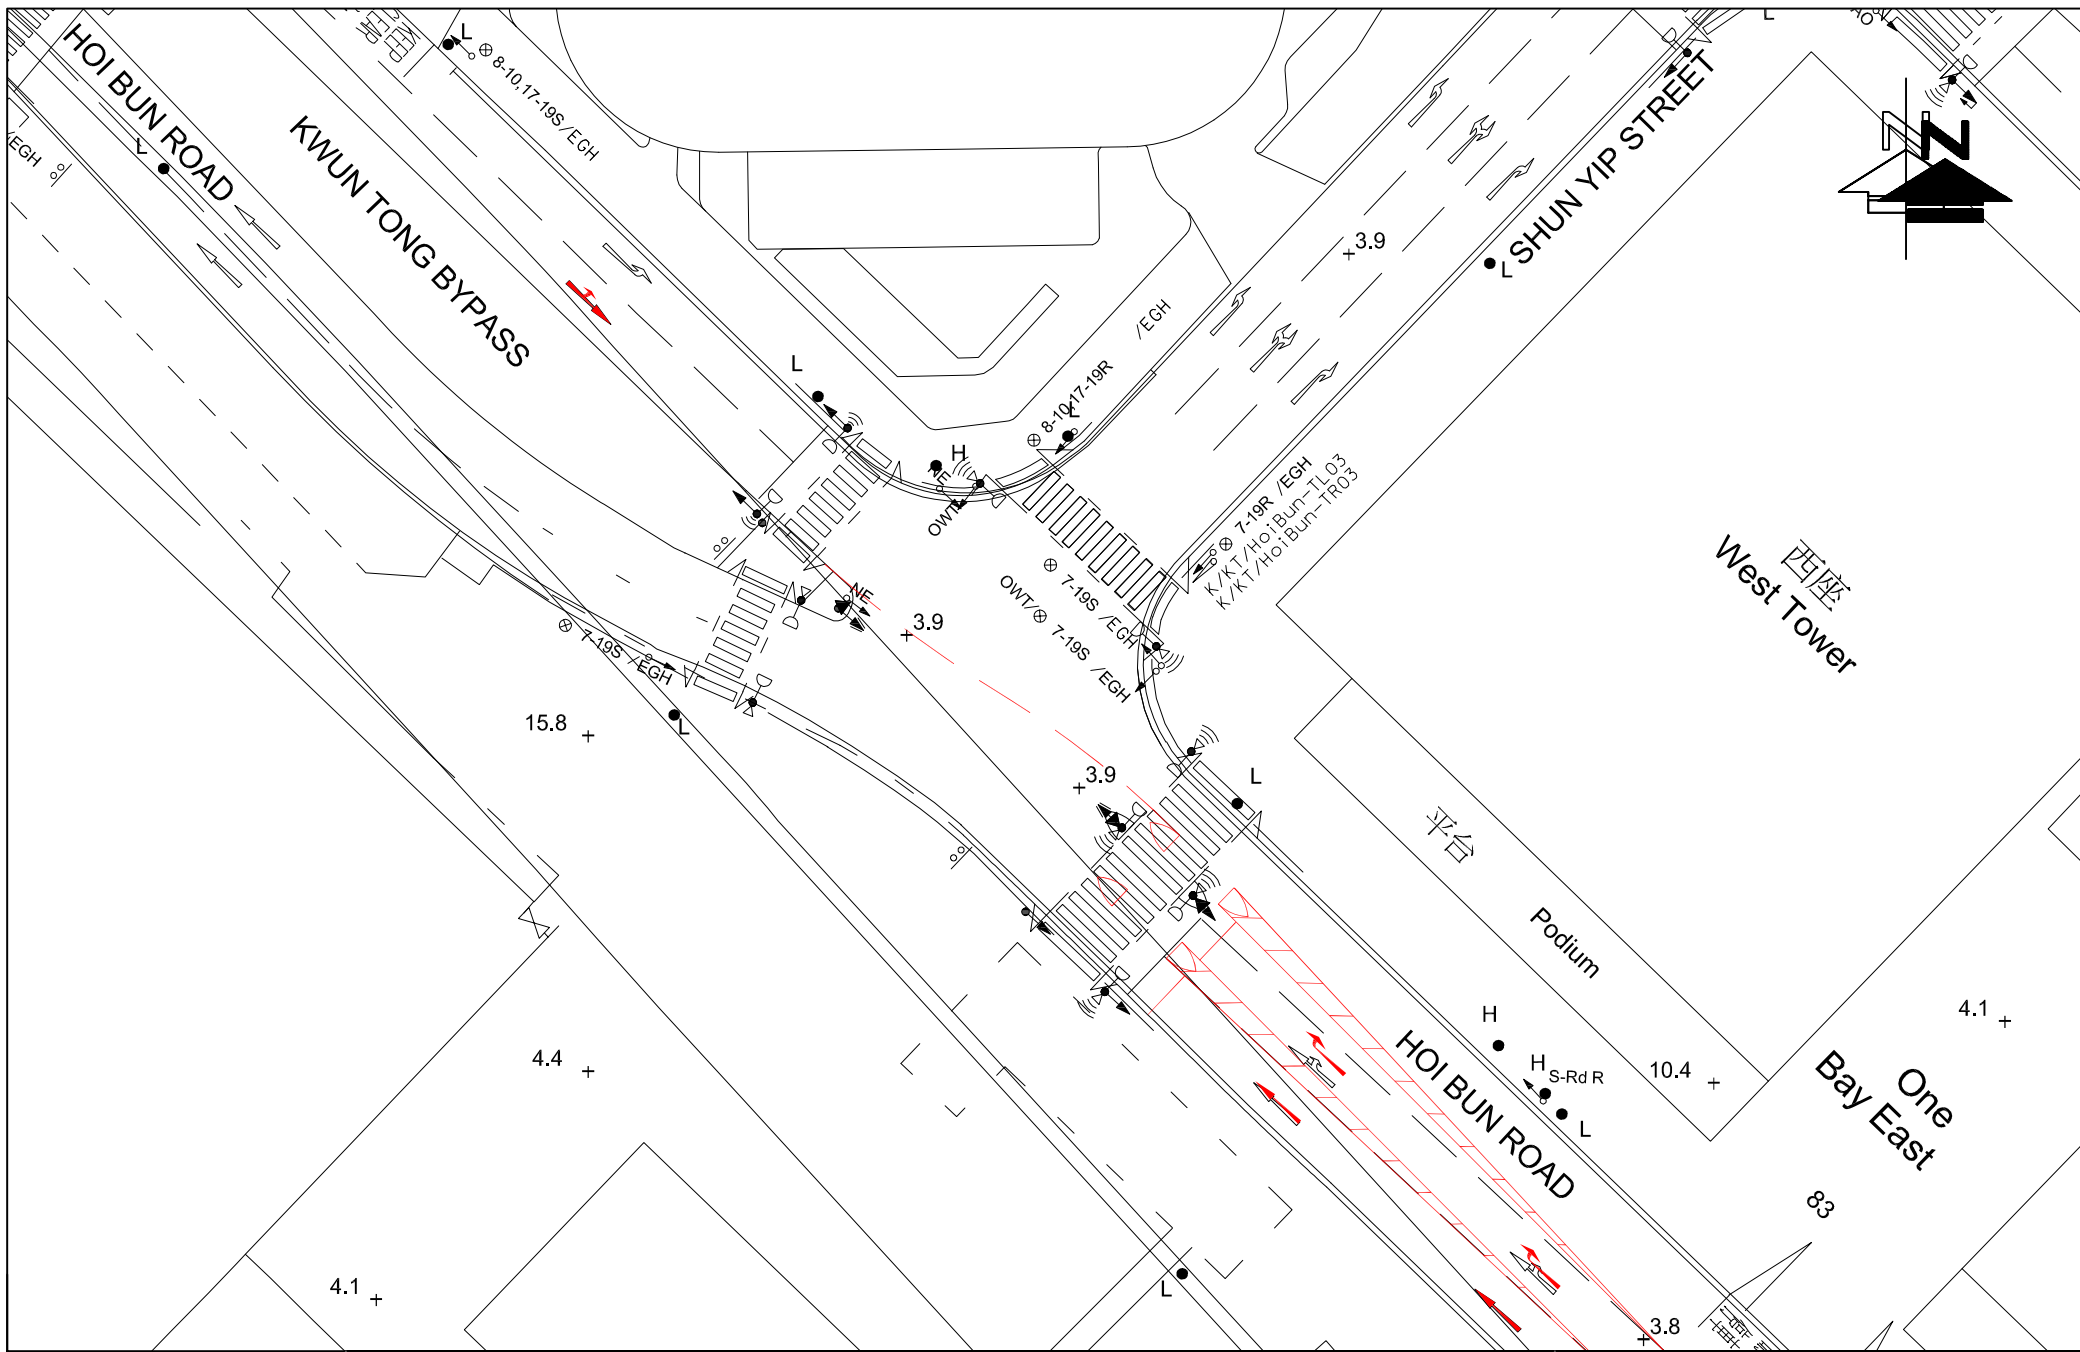 HOI BUN ROAD
L
8-10,17-19S /EGH
L
KWUN TONG BYPASS
/EGH
L
SHUN YIP STREET
L
N
3.9
/EGH
L
8-10,17-19R
L
H
NE
OWT
7-19R /EGH
K/KT/HoiBun-TL03
K/KT/HoiBun-TR03
7-19S /EGH
OWT/⊗ 7-19S /EGH
NE
3.9
7-19S /EGH
西座
West Tower
15.8
L
3.9
L
平台
Podium
4.4
H
H S-Rd R
L
10.4
4.1
HOI BUN ROAD
One
Bay East
83
4.1
L
3.8